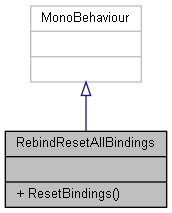 MonoBehaviour
RebindResetAllBindings
+ ResetBindings()